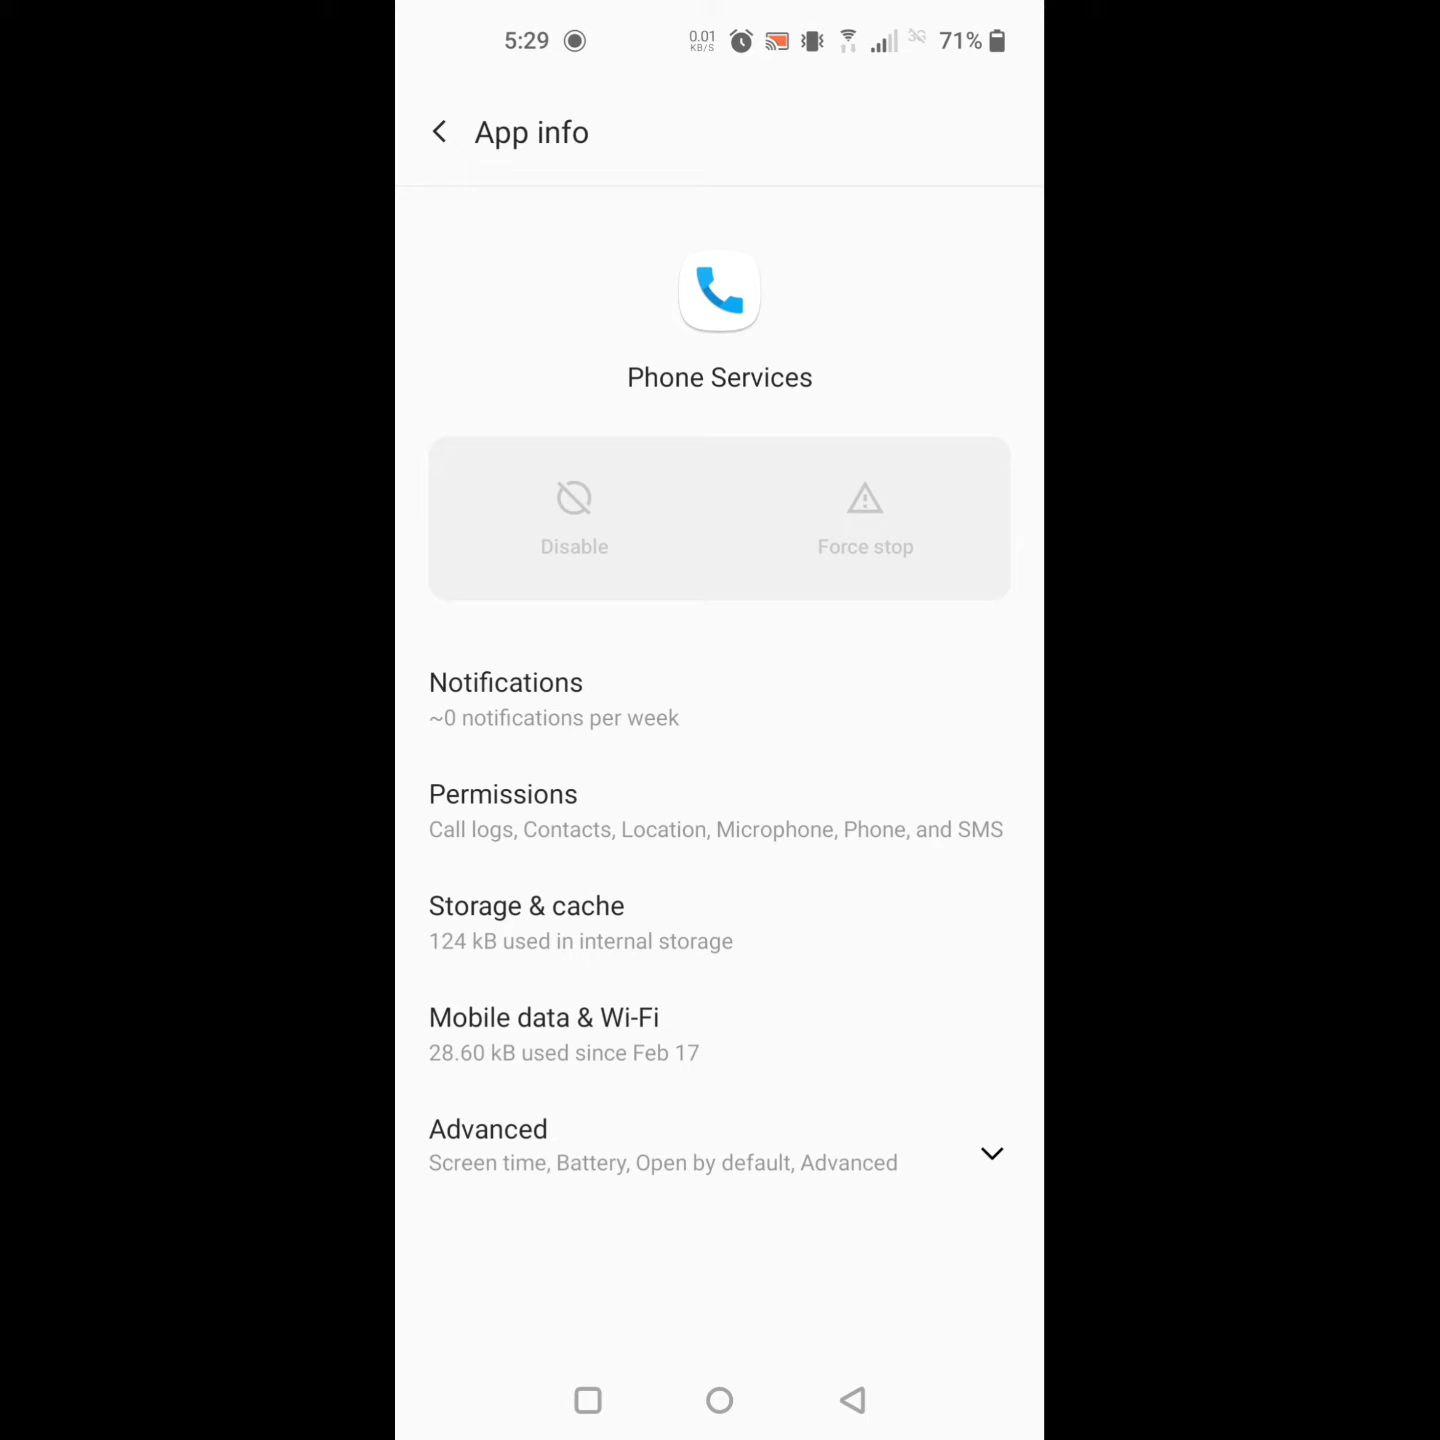 5:29 0.01 KB/S 3G 71%
App info
Phone Services
Disable Force stop
Notifications
~0 notifications per week
Permissions
Call logs, Contacts, Location, Microphone, Phone, and SMS
Storage & cache
124 kB used in internal storage
Mobile data & Wi-Fi
28.60 kB used since Feb 17
Advanced
Screen time, Battery, Open by default, Advanced